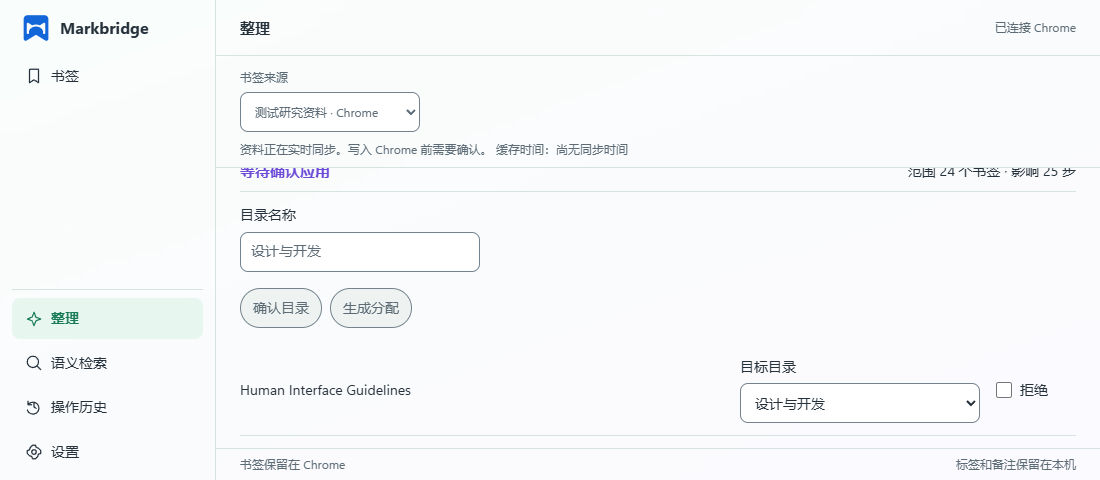 Markbridge
书签
整理
语义检索
操作历史
设置
整理
已连接 Chrome
书签来源
测试研究资料 · Chrome
资料正在实时同步。写入 Chrome 前需要确认。 缓存时间：尚无同步时间
等待确认应用
范围 24 个书签 · 影响 25 步
目录名称
设计与开发
确认目录
生成分配
Human Interface Guidelines
目标目录
设计与开发
拒绝
书签保留在 Chrome
标签和备注保留在本机